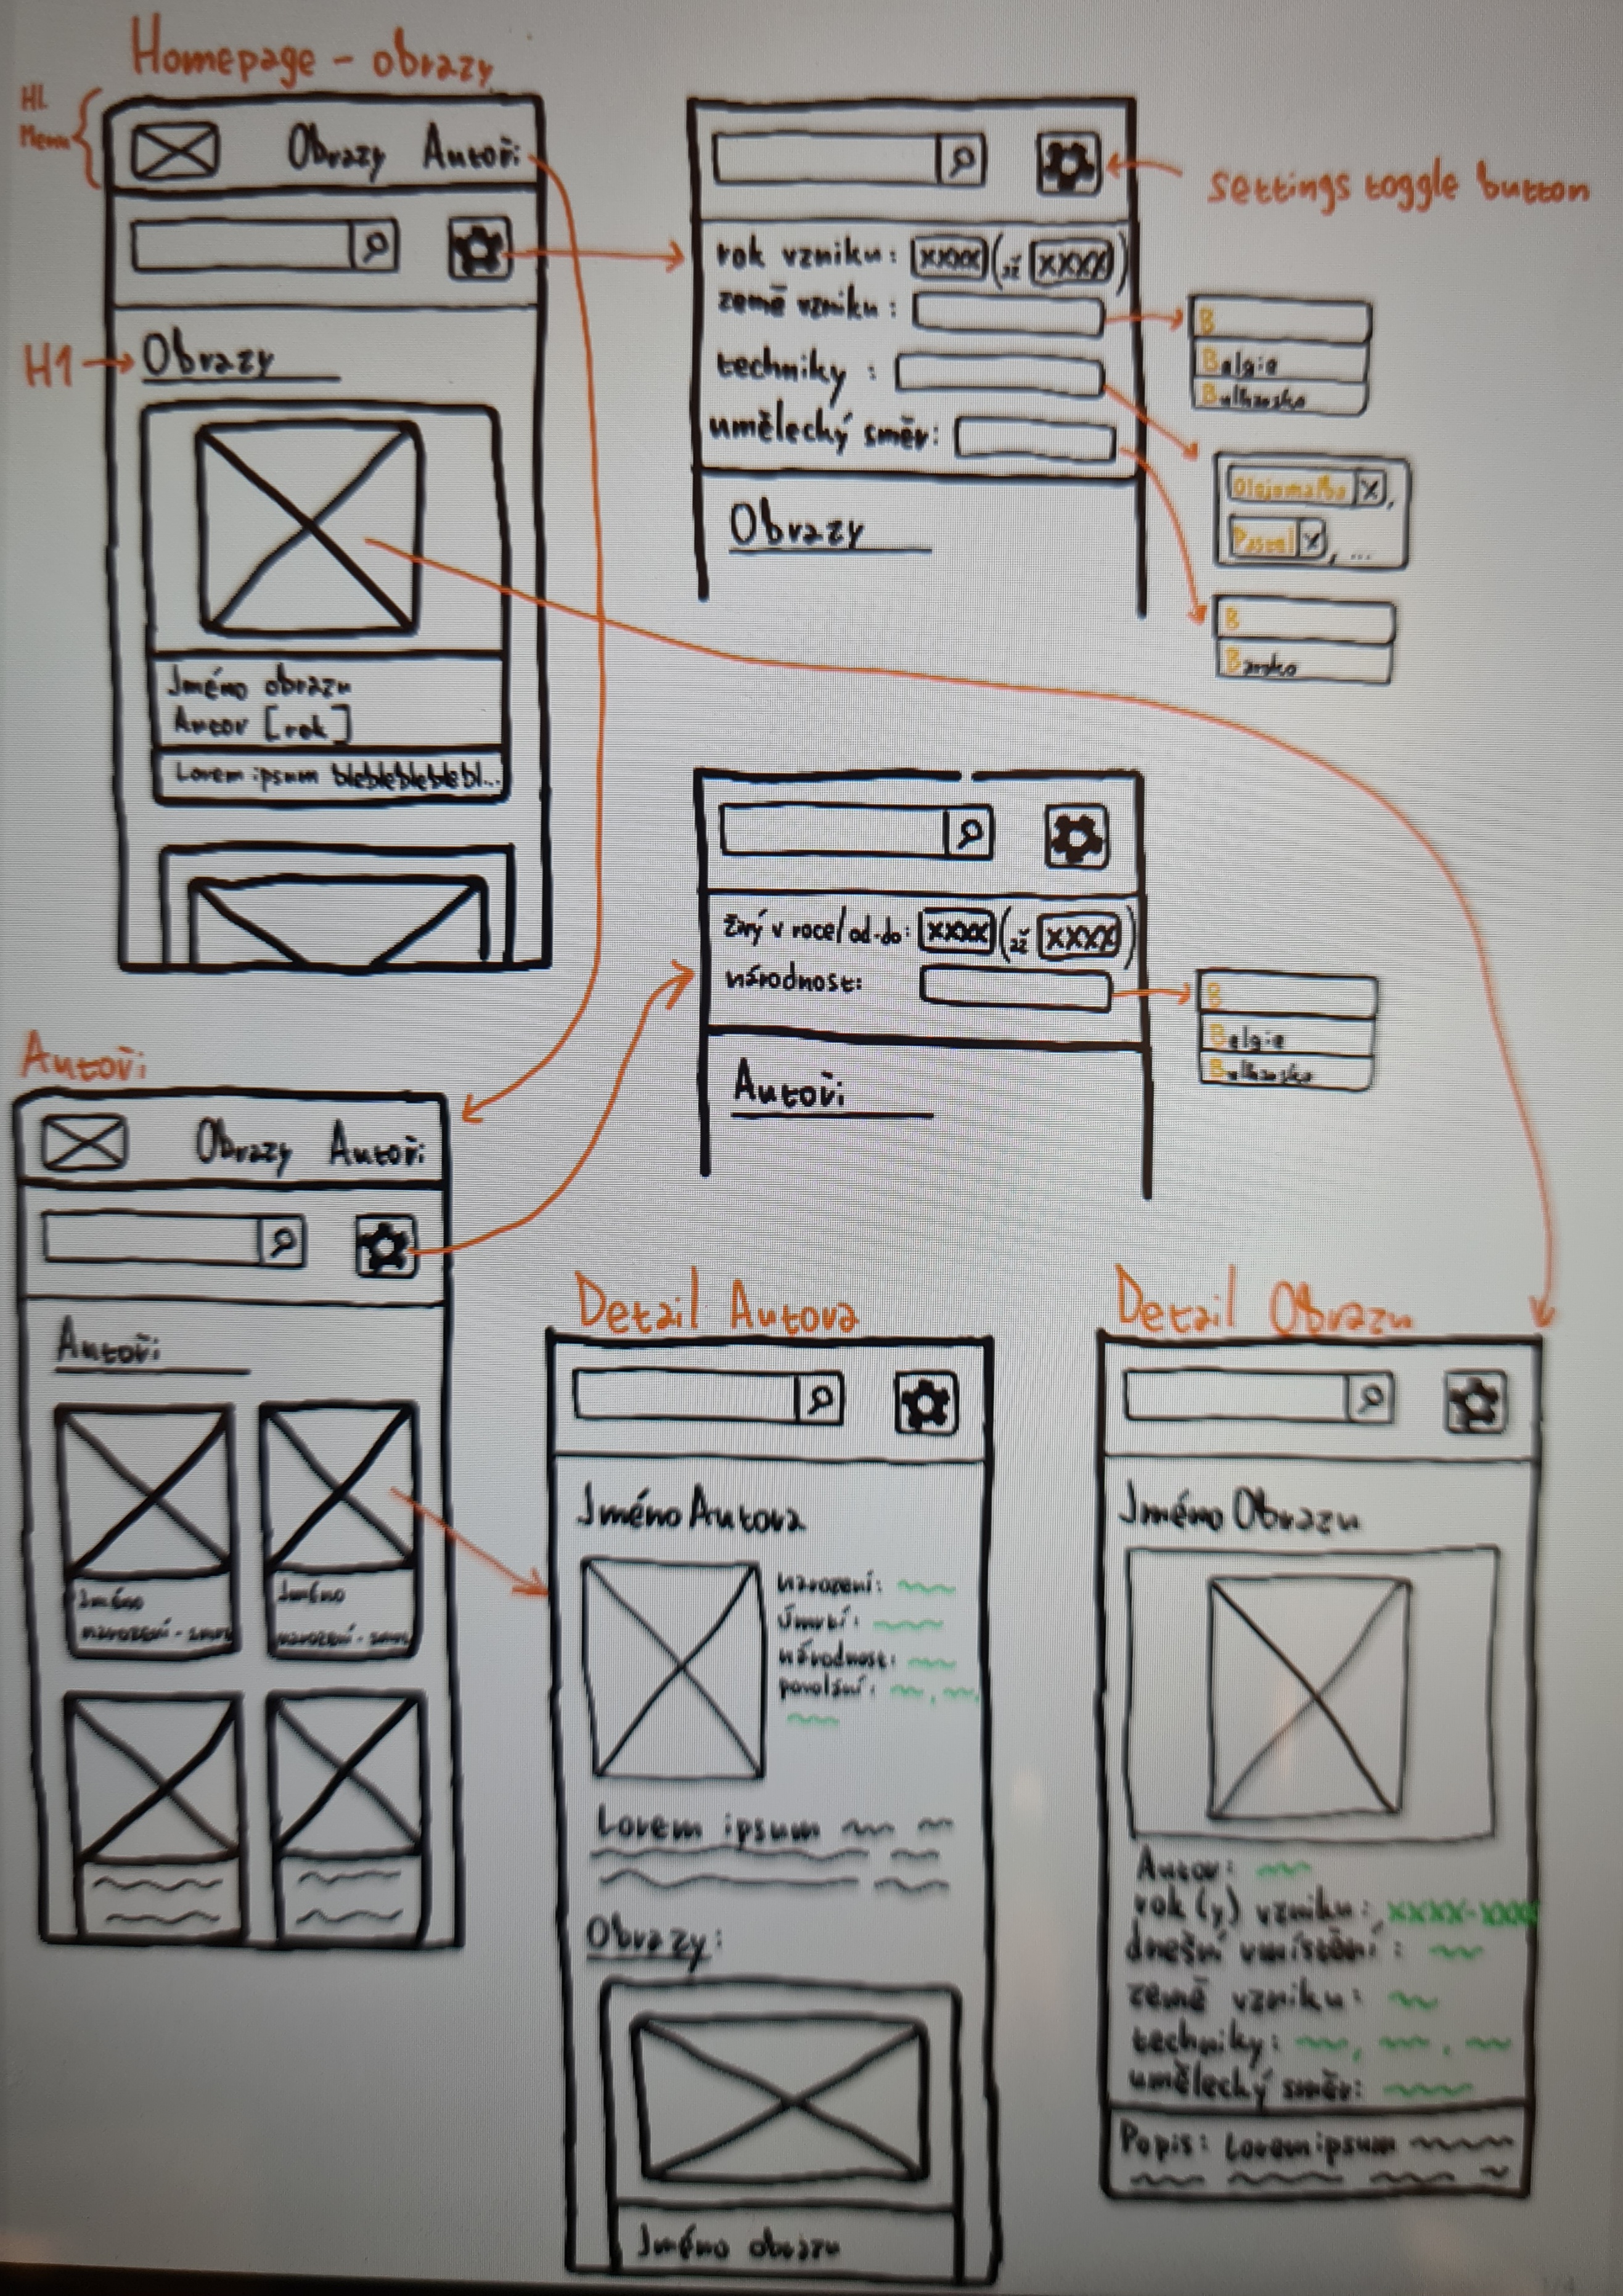 Homepage - obrazy
Hl.
Menu
Obrazy Autoři
H1
Obrazy
Jméno obrazu
Autor [rok]
Lorem ipsum bleblebleblebl...
settings toggle button
rok vzniku: xxxx (až xxxx)
země vzniku:
techniky :
umělecký směr:
Obrazy
B
Belgie
Bulharsko
Olejomalba x,
Pastel x, ...
B
Baroko
živý v roce/od-do: xxxx (až xxxx)
národnost:
Autoři
B
Belgie
Bulharsko
Autoři
Obrazy Autoři
Autoři
Jméno
narození -
Jméno
narození -
Detail Autora
Jméno Autora
narození:
úmrtí:
národnost:
povolání:
Lorem ipsum
Obrazy:
Jméno obrazu
Detail Obrazu
Jméno Obrazu
Autor:
rok (y) vzniku: xxxx-xxxx
dnešní umístění :
země vzniku:
techniky: , ,
umělecký směr:
Popis: Lorem ipsum